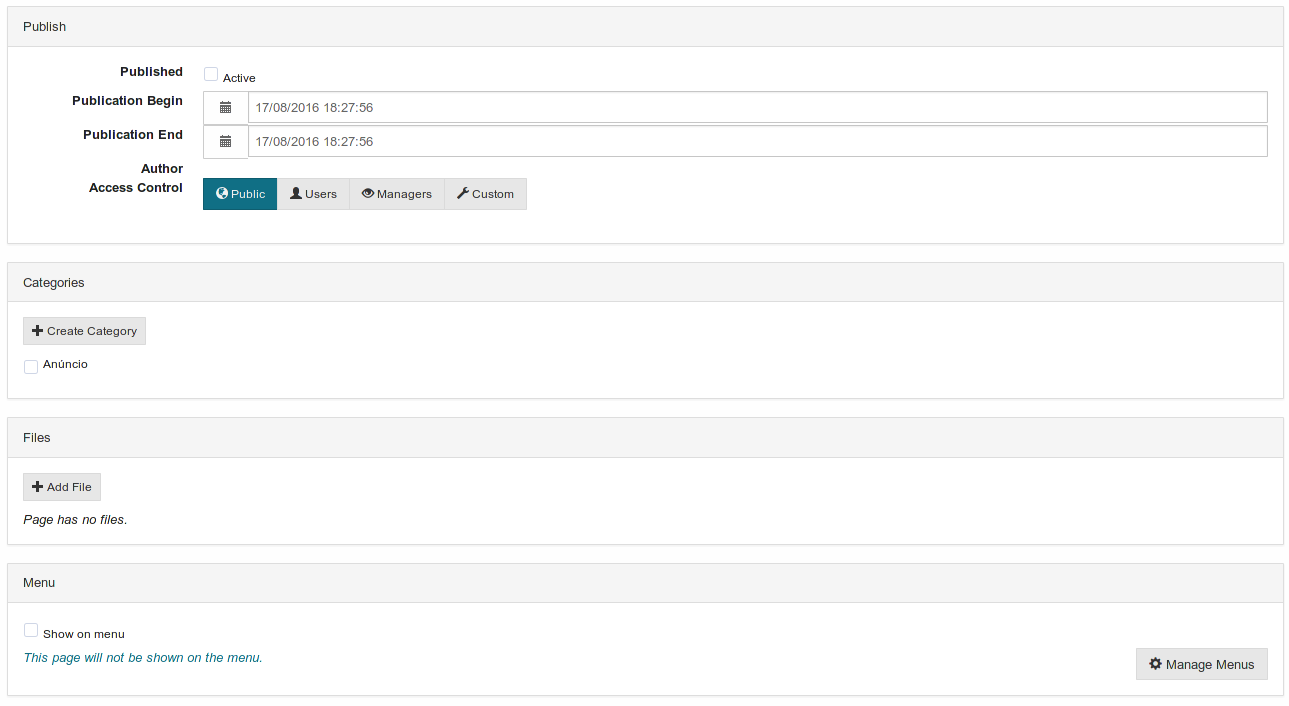 Publish
Published Active
Publication Begin 17/08/2016 18:27:56
Publication End 17/08/2016 18:27:56
Author
Access Control Public Users Managers Custom
Categories
Create Category
Anúncio
Files
Add File
Page has no files.
Menu
Show on menu
This page will not be shown on the menu.
Manage Menus